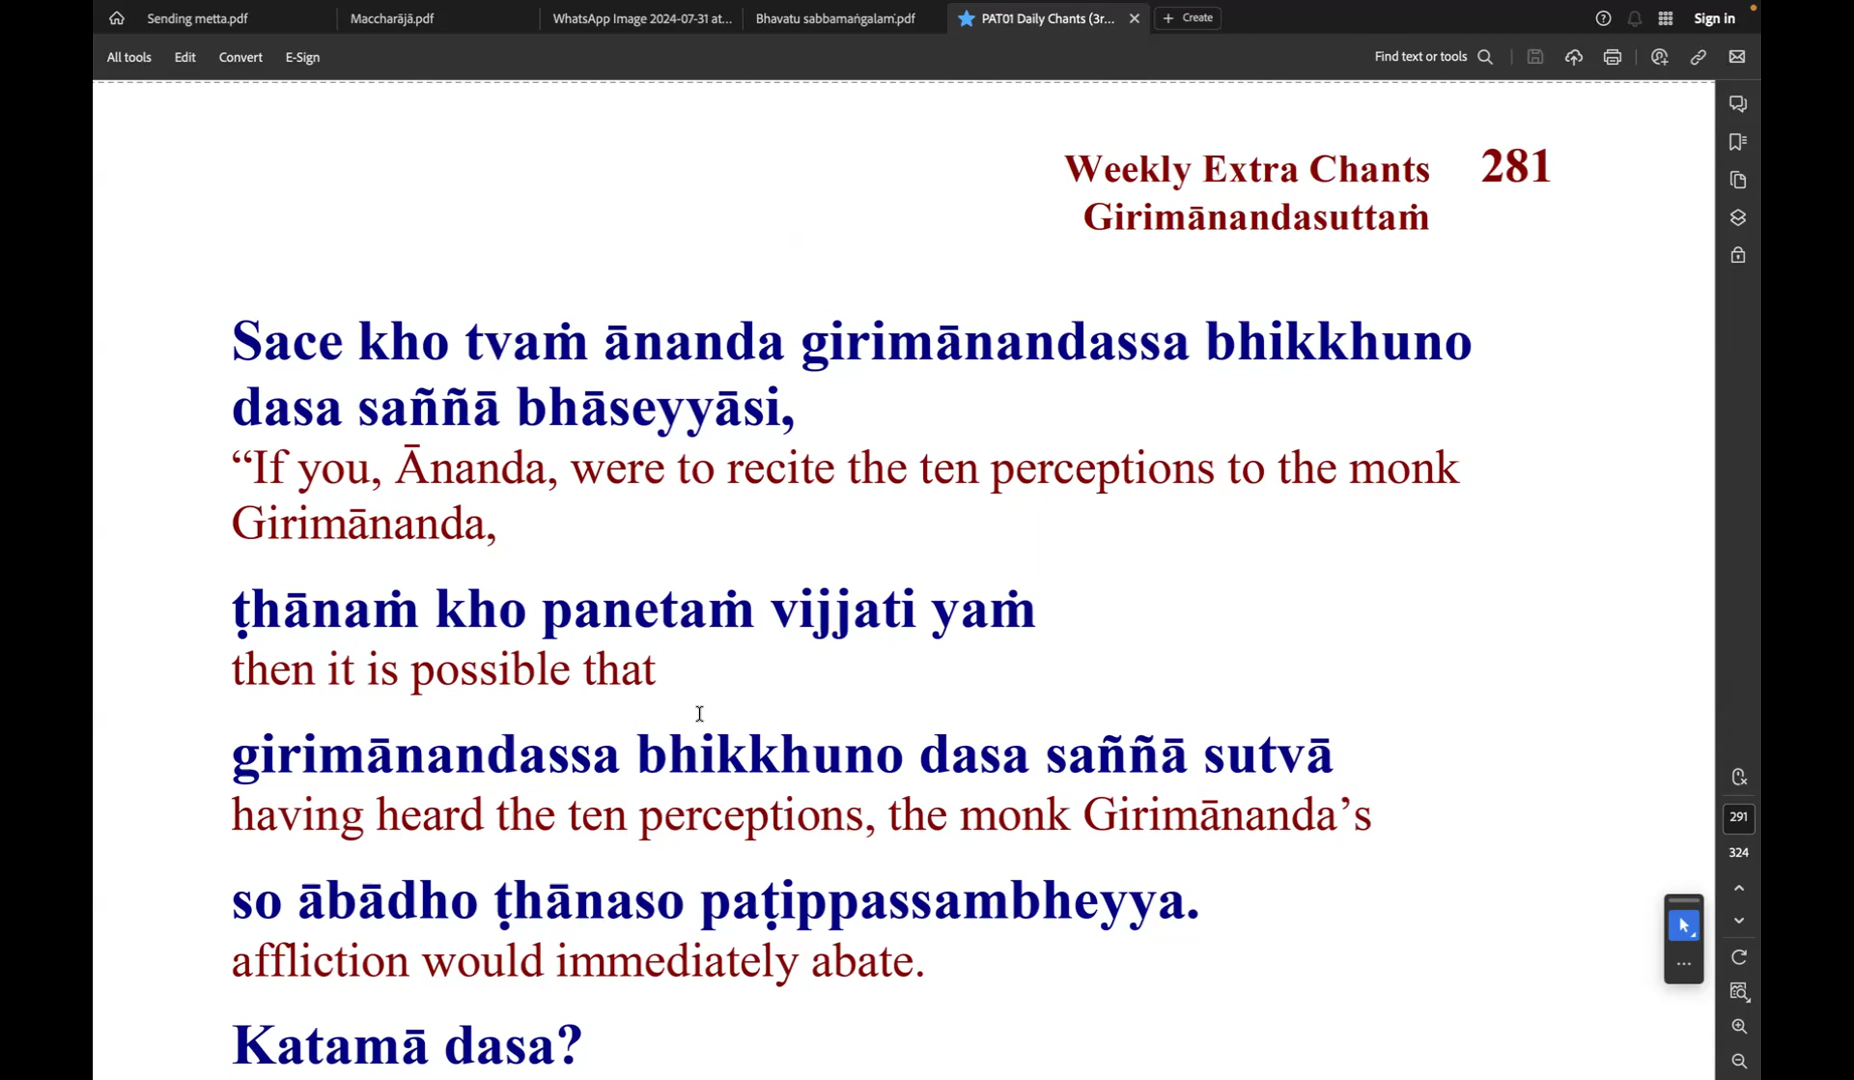 Sending metta.pdf
Maccharājā.pdf
WhatsApp Image 2024-07-31 at...
Bhavatu sabbamaṅgalaṁ.pdf
PAT01 Daily Chants (3r...
Create
Sign in
All tools
Edit
Convert
E-Sign
Find text or tools
Weekly Extra Chants 281
Girimānandasuttaṁ
Sace kho tvaṁ ānanda girimānandassa bhikkhuno
dasa saññā bhāseyyāsi,
“If you, Ānanda, were to recite the ten perceptions to the monk
Girimānanda,
ṭhānaṁ kho panetaṁ vijjati yaṁ
then it is possible that
girimānandassa bhikkhuno dasa saññā sutvā
having heard the ten perceptions, the monk Girimānanda’s
so ābādho ṭhānaso paṭippassambheyya.
affliction would immediately abate.
Katamā dasa?
291
324